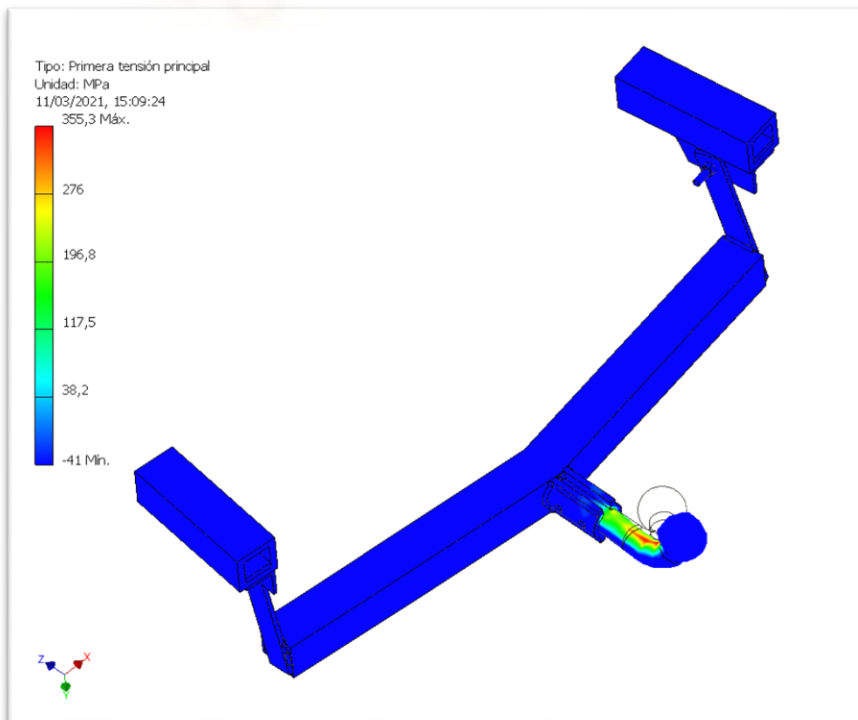 Tipo: Primera tensión principal
Unidad: MPa
11/03/2021, 15:09:24
355,3 Máx.
276
196,8
117,5
38,2
-41 Mín.
Z
X
Y